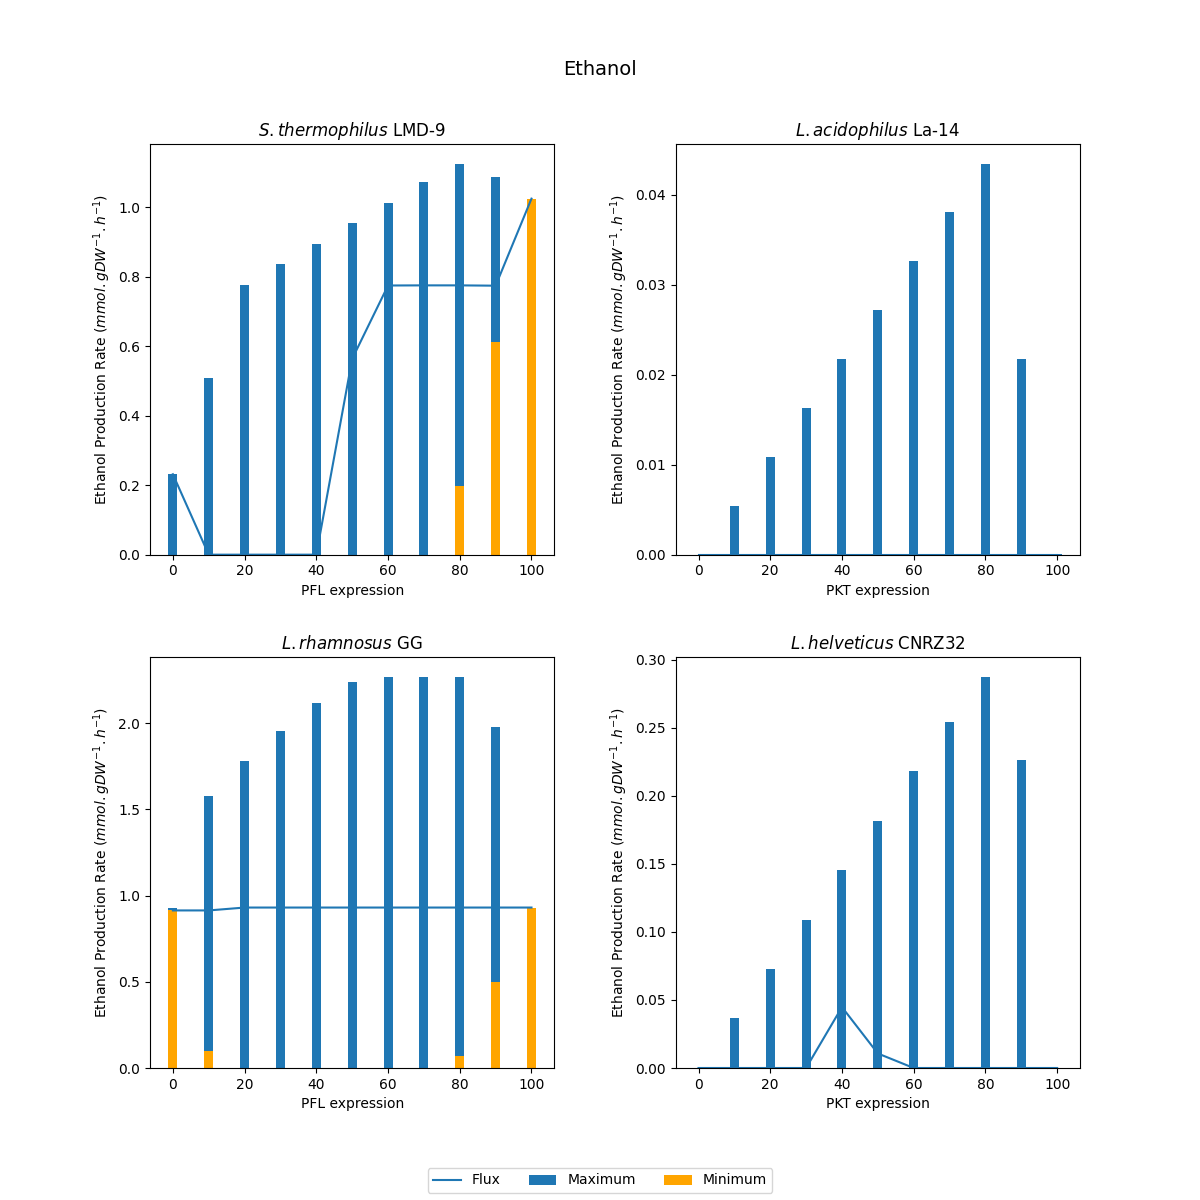 Ethanol
S.thermophilus LMD-9
Ethanol Production Rate (mmol.gDW⁻¹.h⁻¹)
1.0
0.8
0.6
0.4
0.2
0.0
0 20 40 60 80 100
PFL expression
L.acidophilus La-14
Ethanol Production Rate (mmol.gDW⁻¹.h⁻¹)
0.04
0.03
0.02
0.01
0.00
0 20 40 60 80 100
PKT expression
L.rhamnosus GG
Ethanol Production Rate (mmol.gDW⁻¹.h⁻¹)
2.0
1.5
1.0
0.5
0.0
0 20 40 60 80 100
PFL expression
L.helveticus CNRZ32
Ethanol Production Rate (mmol.gDW⁻¹.h⁻¹)
0.30
0.25
0.20
0.15
0.10
0.05
0.00
0 20 40 60 80 100
PKT expression
Flux Maximum Minimum